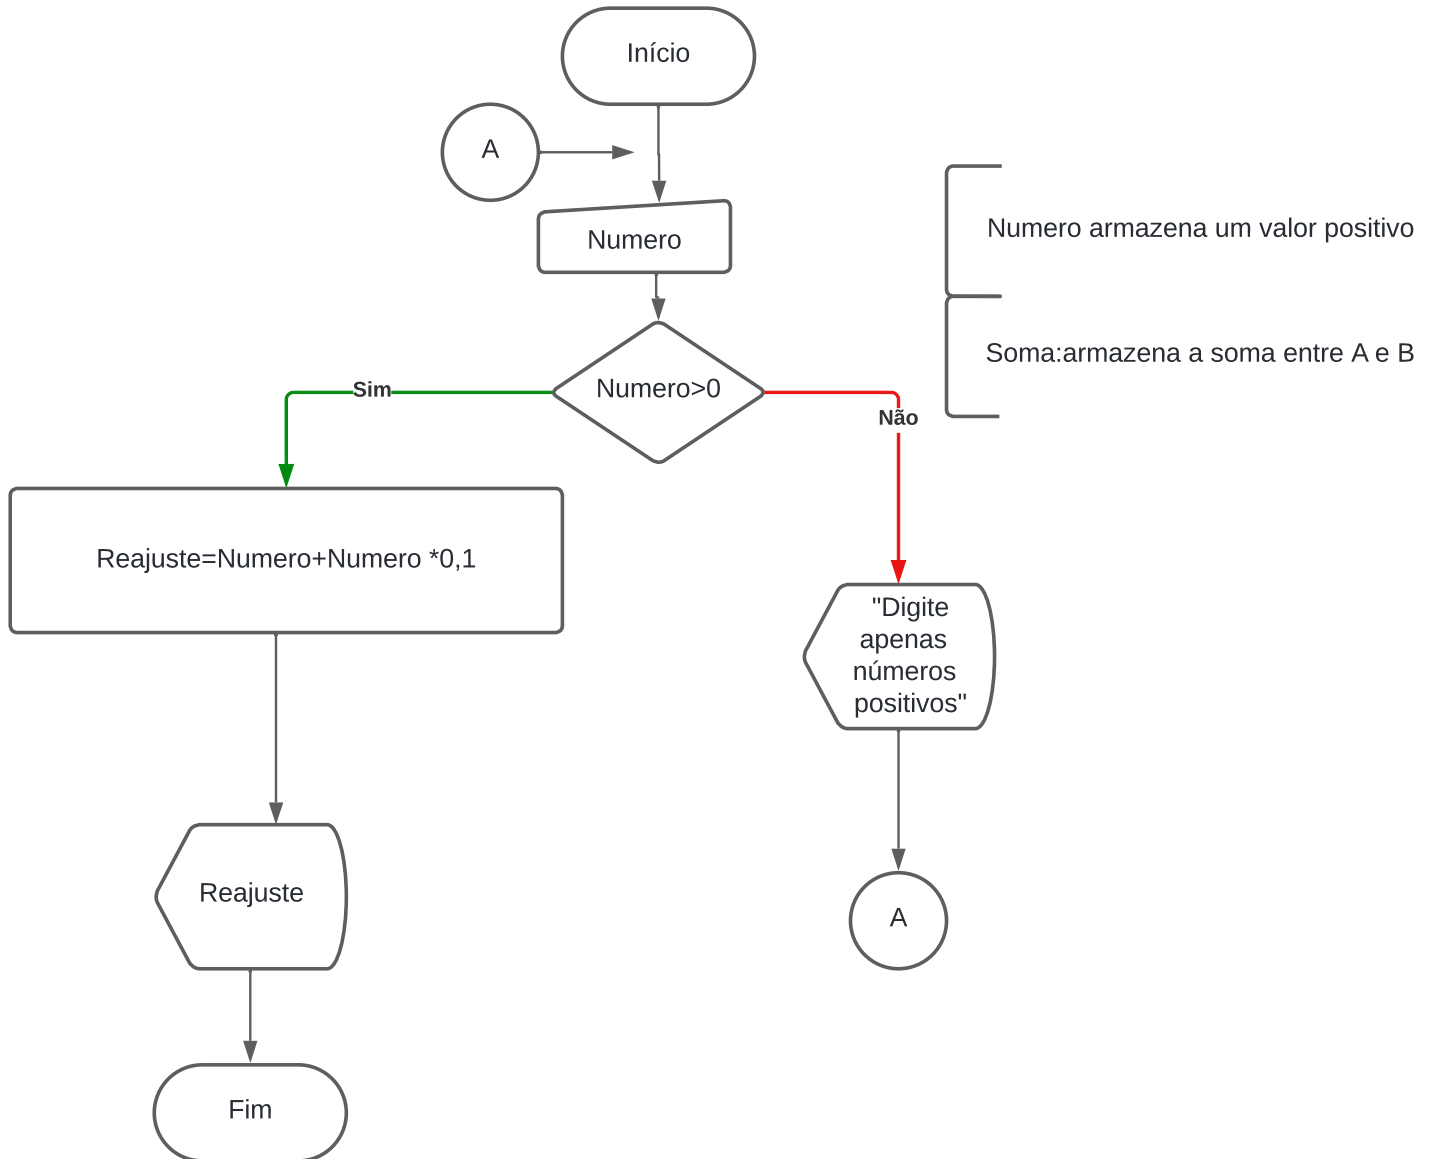 Início
A
Numero
Numero armazena um valor positivo
Soma:armazena a soma entre A e B
Numero>0
Sim
Não
Reajuste=Numero+Numero *0,1
"Digite
apenas
números
positivos"
Reajuste
A
Fim